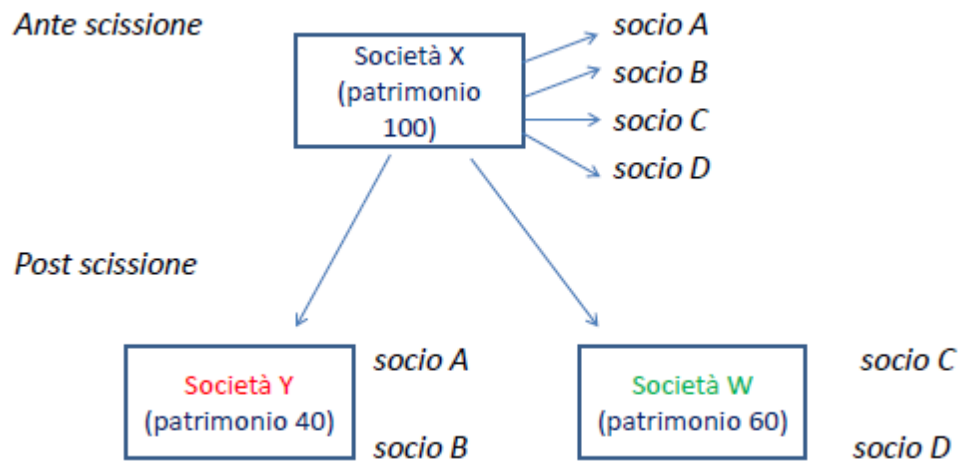 Ante scissione
Società X
(patrimonio
100)
socio A
socio B
socio C
socio D
Post scissione
Società Y
(patrimonio 40)
socio A
socio B
Società W
(patrimonio 60)
socio C
socio D